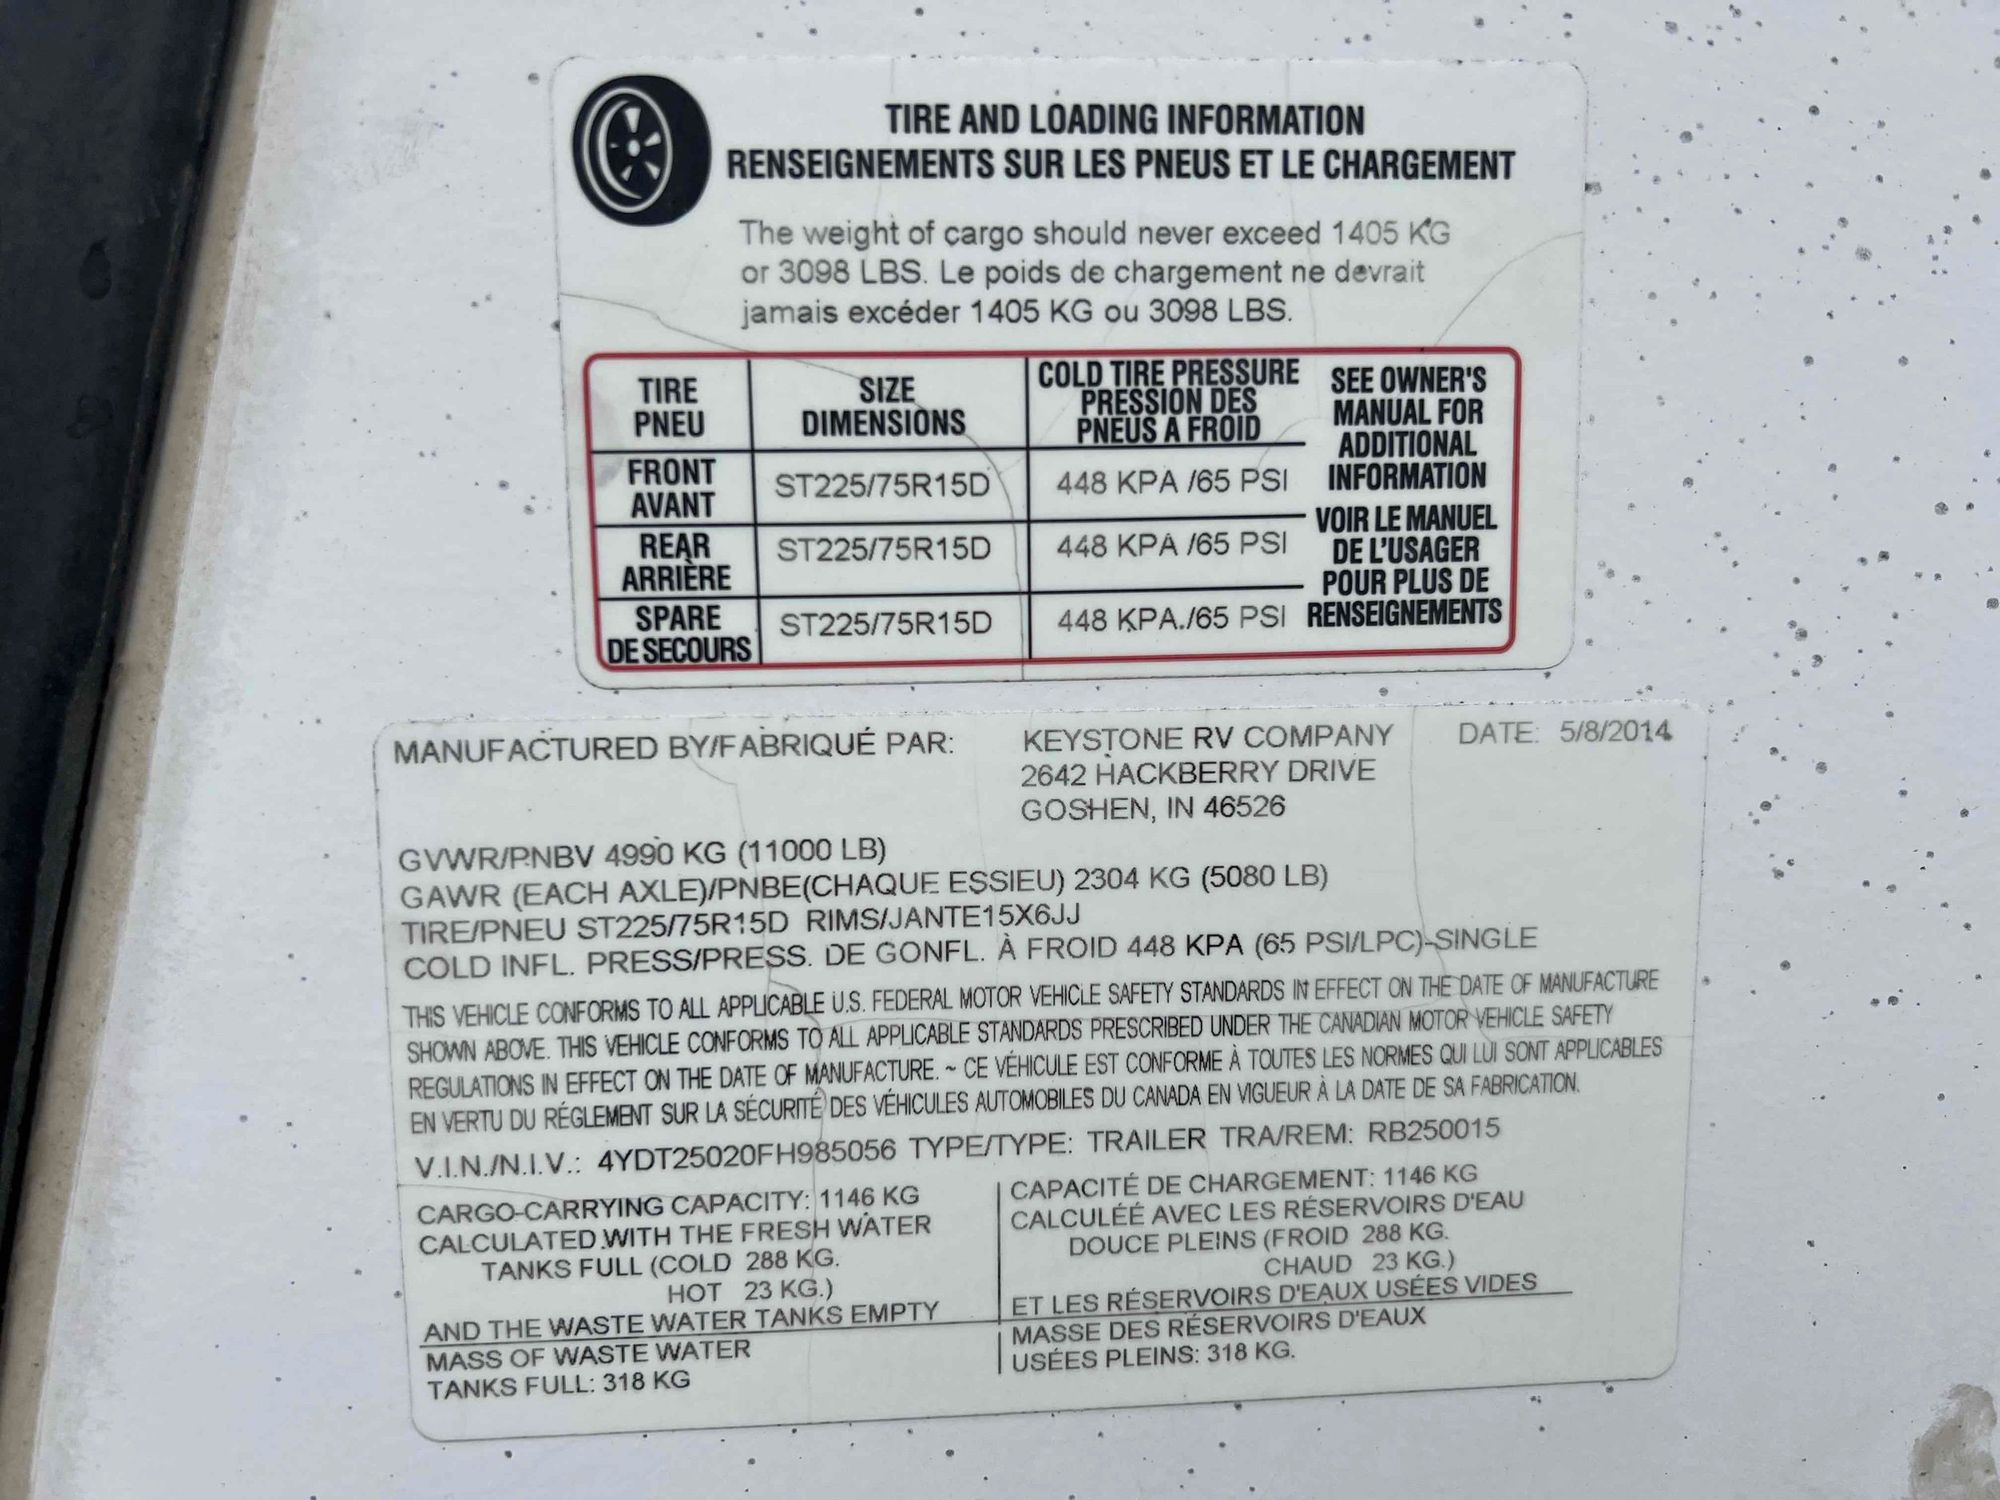 TIRE AND LOADING INFORMATION
RENSEIGNEMENTS SUR LES PNEUS ET LE CHARGEMENT
The weight of cargo should never exceed 1405 KG
or 3098 LBS. Le poids de chargement ne devrait
jamais excéder 1405 KG ou 3098 LBS.
TIRE PNEU
SIZE DIMENSIONS
COLD TIRE PRESSURE
PRESSION DES
PNEUS A FROID
SEE OWNER'S
MANUAL FOR
ADDITIONAL
INFORMATION
VOIR LE MANUEL
DE L'USAGER
POUR PLUS DE
RENSEIGNEMENTS
FRONT AVANT ST225/75R15D 448 KPA /65 PSI
REAR ARRIÈRE ST225/75R15D 448 KPA /65 PSI
SPARE DE SECOURS ST225/75R15D 448 KPA./65 PSI
MANUFACTURED BY/FABRIQUÉ PAR: KEYSTONE RV COMPANY DATE: 5/8/2014
2642 HACKBERRY DRIVE
GOSHEN, IN 46526
GVWR/PNBV 4990 KG (11000 LB)
GAWR (EACH AXLE)/PNBE(CHAQUE ESSIEU) 2304 KG (5080 LB)
TIRE/PNEU ST225/75R15D RIMS/JANTE15X6JJ
COLD INFL. PRESS/PRESS. DE GONFL. À FROID 448 KPA (65 PSI/LPC)-SINGLE
THIS VEHICLE CONFORMS TO ALL APPLICABLE U.S. FEDERAL MOTOR VEHICLE SAFETY STANDARDS IN EFFECT ON THE DATE OF MANUFACTURE
SHOWN ABOVE. THIS VEHICLE CONFORMS TO ALL APPLICABLE STANDARDS PRESCRIBED UNDER THE CANADIAN MOTOR VEHICLE SAFETY
REGULATIONS IN EFFECT ON THE DATE OF MANUFACTURE. ~ CE VÉHICULE EST CONFORME À TOUTES LES NORMES QUI LUI SONT APPLICABLES
EN VERTU DU RÉGLEMENT SUR LA SÉCURITÉ DES VÉHICULES AUTOMOBILES DU CANADA EN VIGUEUR À LA DATE DE SA FABRICATION.
V.I.N./N.I.V.: 4YDT25020FH985056 TYPE/TYPE: TRAILER TRA/REM: RB250015
CARGO-CARRYING CAPACITY: 1146 KG
CALCULATED WITH THE FRESH WATER
TANKS FULL (COLD 288 KG.
HOT 23 KG.)
AND THE WASTE WATER TANKS EMPTY
MASS OF WASTE WATER
TANKS FULL: 318 KG
CAPACITÉ DE CHARGEMENT: 1146 KG
CALCULÉÉ AVEC LES RÉSERVOIRS D'EAU
DOUCE PLEINS (FROID 288 KG.
CHAUD 23 KG.)
ET LES RÉSERVOIRS D'EAUX USÉES VIDES
MASSE DES RÉSERVOIRS D'EAUX
USÉES PLEINS: 318 KG.